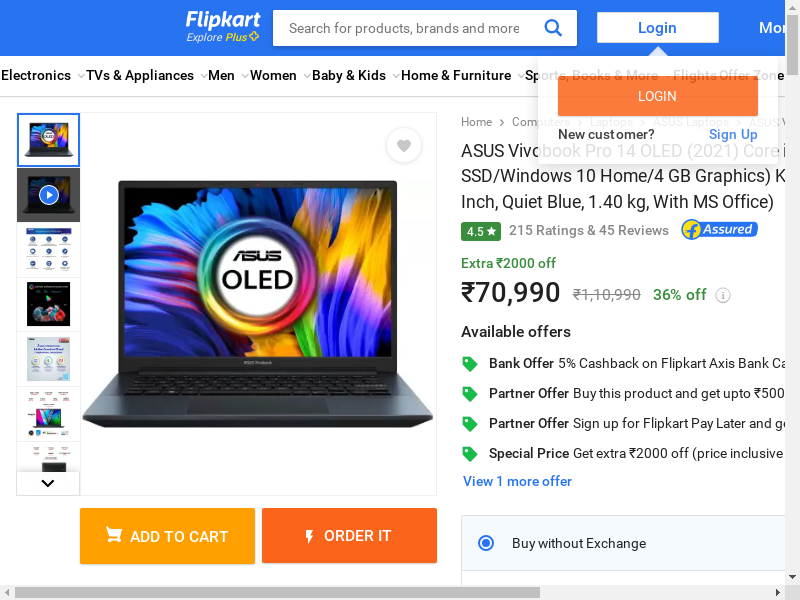 Flipkart
Explore Plus
Search for products, brands and more
Login
Mor
Electronics
TVs & Appliances
Men
Women
Baby & Kids
Home & Furniture
Sports, Books & More
Flights
Offer Zone
LOGIN
New customer?
Sign Up
Home
Computers
Laptops
ASUS Laptops
ASUS V
ASUS Vivobook Pro 14 OLED (2021) Core i
SSD/Windows 10 Home/4 GB Graphics) K
Inch, Quiet Blue, 1.40 kg, With MS Office)
4.5
215 Ratings & 45 Reviews
Assured
Extra ₹2000 off
₹70,990
₹1,10,990
36% off
Available offers
Bank Offer 5% Cashback on Flipkart Axis Bank Ca
Partner Offer Buy this product and get upto ₹500
Partner Offer Sign up for Flipkart Pay Later and ge
Special Price Get extra ₹2000 off (price inclusive
View 1 more offer
Buy without Exchange
ASUS
OLED
ASUS Vivobook
ADD TO CART
ORDER IT